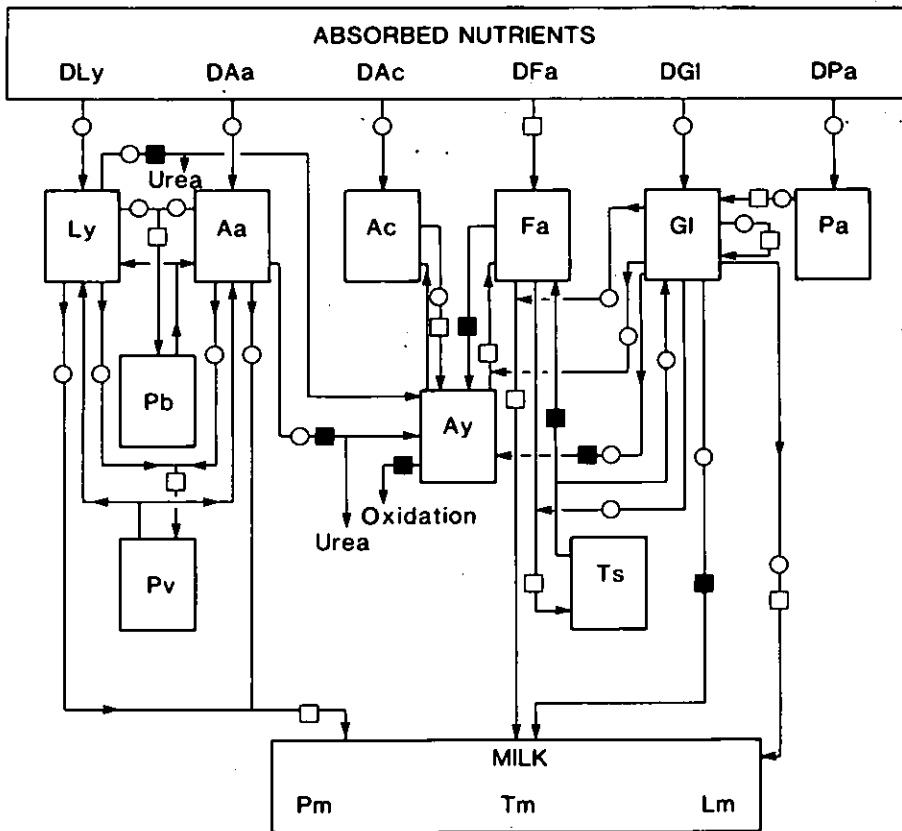 ABSORBED NUTRIENTS
DLy DAa DAc DFa DGl DPa
Urea
Ly Aa Ac Fa Gl Pa
Pb Ay
Oxidation
Urea
Pv Ts
MILK
Pm Tm Lm